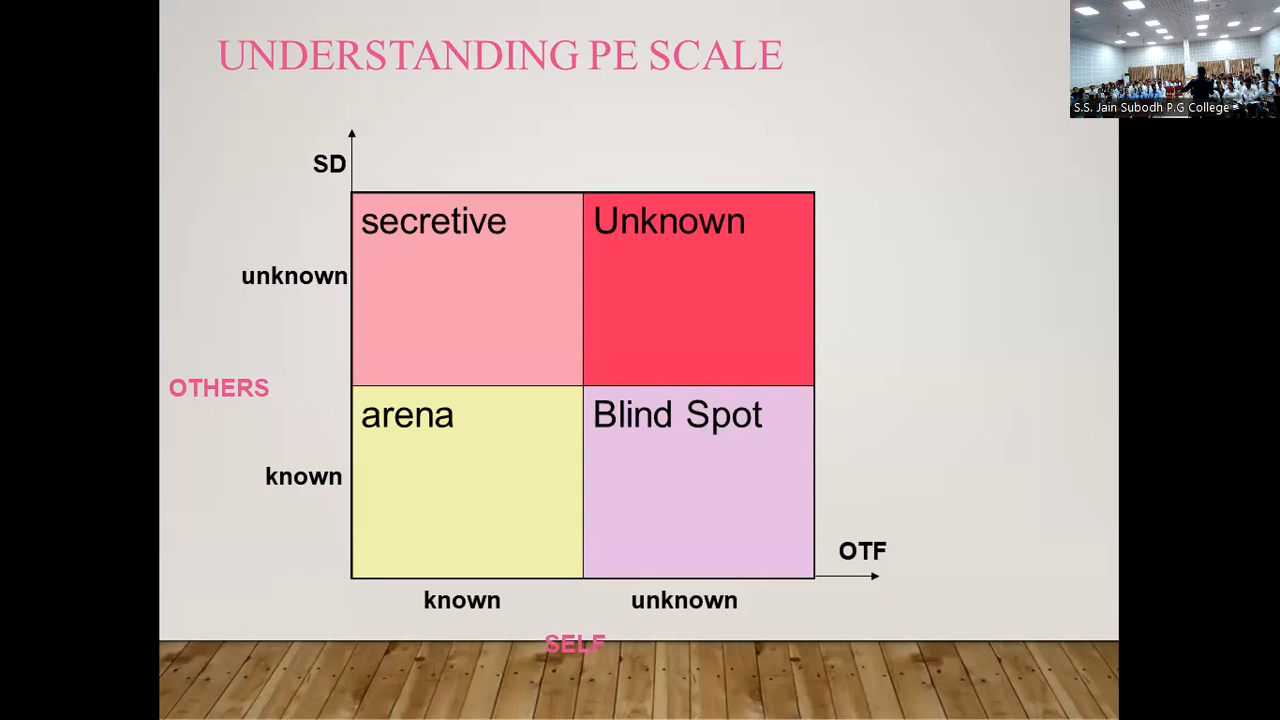 UNDERSTANDING PE SCALE
S.S. Jain Subodh P.G College
SD
secretive
Unknown
unknown
OTHERS
arena
Blind Spot
known
OTF
known
unknown
SELF